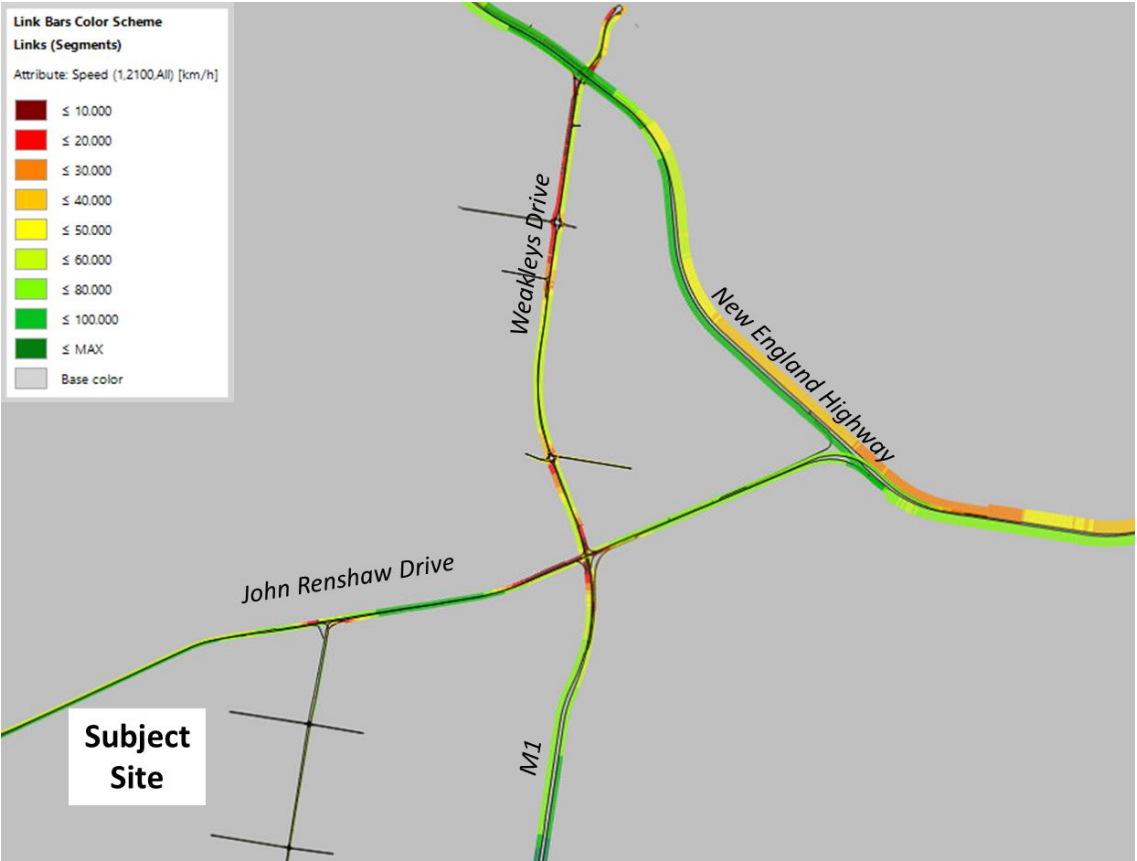 Link Bars Color Scheme
Links (Segments)
Attribute: Speed (1,2100,All) [km/h]
≤ 10.000
≤ 20.000
≤ 30.000
≤ 40.000
≤ 50.000
≤ 60.000
≤ 80.000
≤ 100.000
≤ MAX
Base color
Weakleys Drive
New England Highway
John Renshaw Drive
Subject
Site
M1